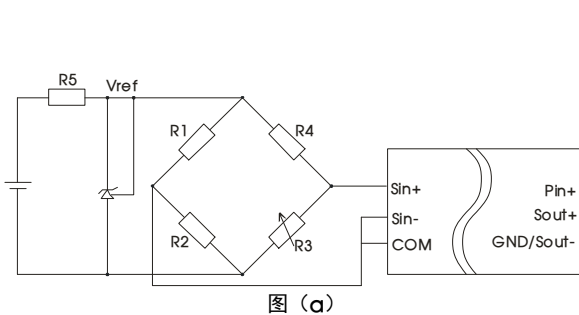 R5
Vref
R1
R4
R2
R3
Sin+
Sin-
COM
Pin+
Sout+
GND/Sout-
图（a）